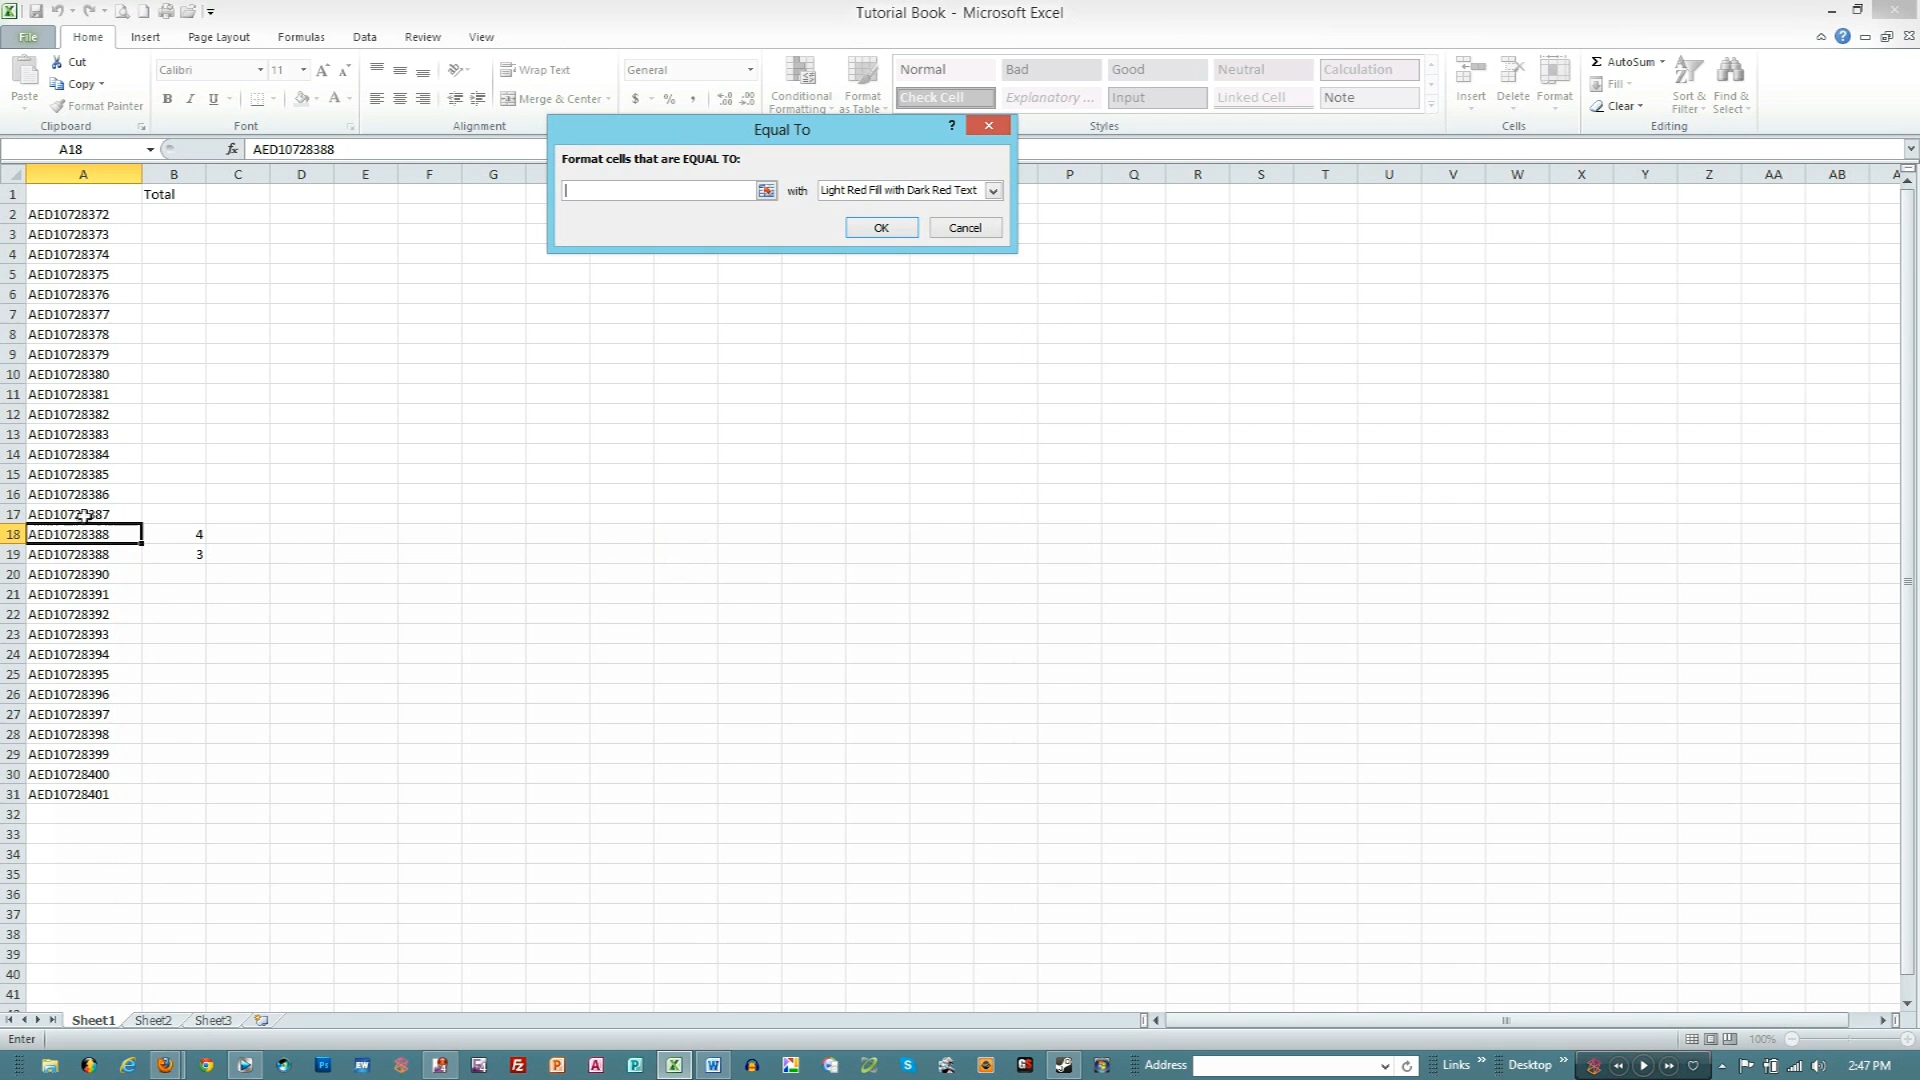 Tutorial Book - Microsoft Excel
File Home Insert Page Layout Formulas Data Review View
Paste
Cut
Copy
Format Painter
Clipboard
Calibri 11
B I U
Font
Wrap Text
Merge & Center
Alignment
General
$ % ,
Conditional Formatting
Format as Table
Normal Bad Good Neutral Calculation
Check Cell Explanatory ... Input Linked Cell Note
Styles
Insert Delete Format
Cells
Σ AutoSum
Fill
Clear
Sort & Filter
Find & Select
Editing
A18 fx AED10728388
Equal To ?
Format cells that are EQUAL TO:
with Light Red Fill with Dark Red Text
OK Cancel
A B C D E F G P Q R S T U V W X Y Z AA AB
1 Total
2 AED10728372
3 AED10728373
4 AED10728374
5 AED10728375
6 AED10728376
7 AED10728377
8 AED10728378
9 AED10728379
10 AED10728380
11 AED10728381
12 AED10728382
13 AED10728383
14 AED10728384
15 AED10728385
16 AED10728386
17 AED10728387
18 AED10728388 4
19 AED10728388 3
20 AED10728390
21 AED10728391
22 AED10728392
23 AED10728393
24 AED10728394
25 AED10728395
26 AED10728396
27 AED10728397
28 AED10728398
29 AED10728399
30 AED10728400
31 AED10728401
32
33
34
35
36
37
38
39
40
41
Sheet1 Sheet2 Sheet3
Enter 100%
Address Links » Desktop » 2:47 PM